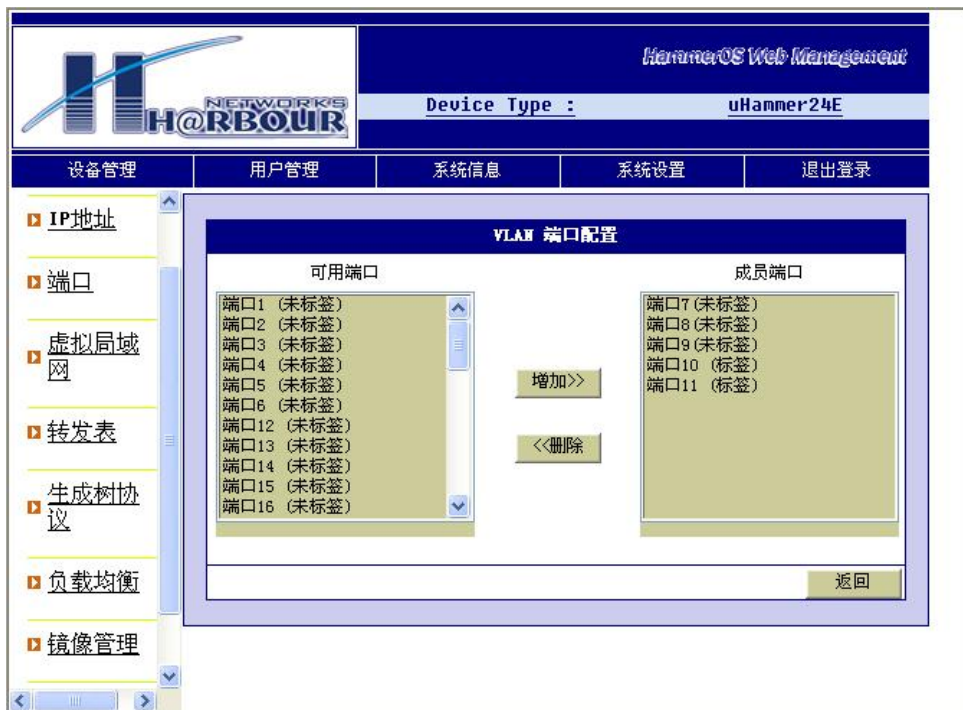 HammerOS Web Management
NETWORKS
H@RBOUR
Device Type : uHammer24E
设备管理 用户管理 系统信息 系统设置 退出登录
IP地址
端口
虚拟局域
网
转发表
生成树协
议
负载均衡
镜像管理
VLAN 端口配置
可用端口
端口1 (未标签)
端口2 (未标签)
端口3 (未标签)
端口4 (未标签)
端口5 (未标签)
端口6 (未标签)
端口12 (未标签)
端口13 (未标签)
端口14 (未标签)
端口15 (未标签)
端口16 (未标签)
增加>>
<<删除
成员端口
端口7(未标签)
端口8(未标签)
端口9(未标签)
端口10 (标签)
端口11 (标签)
返回